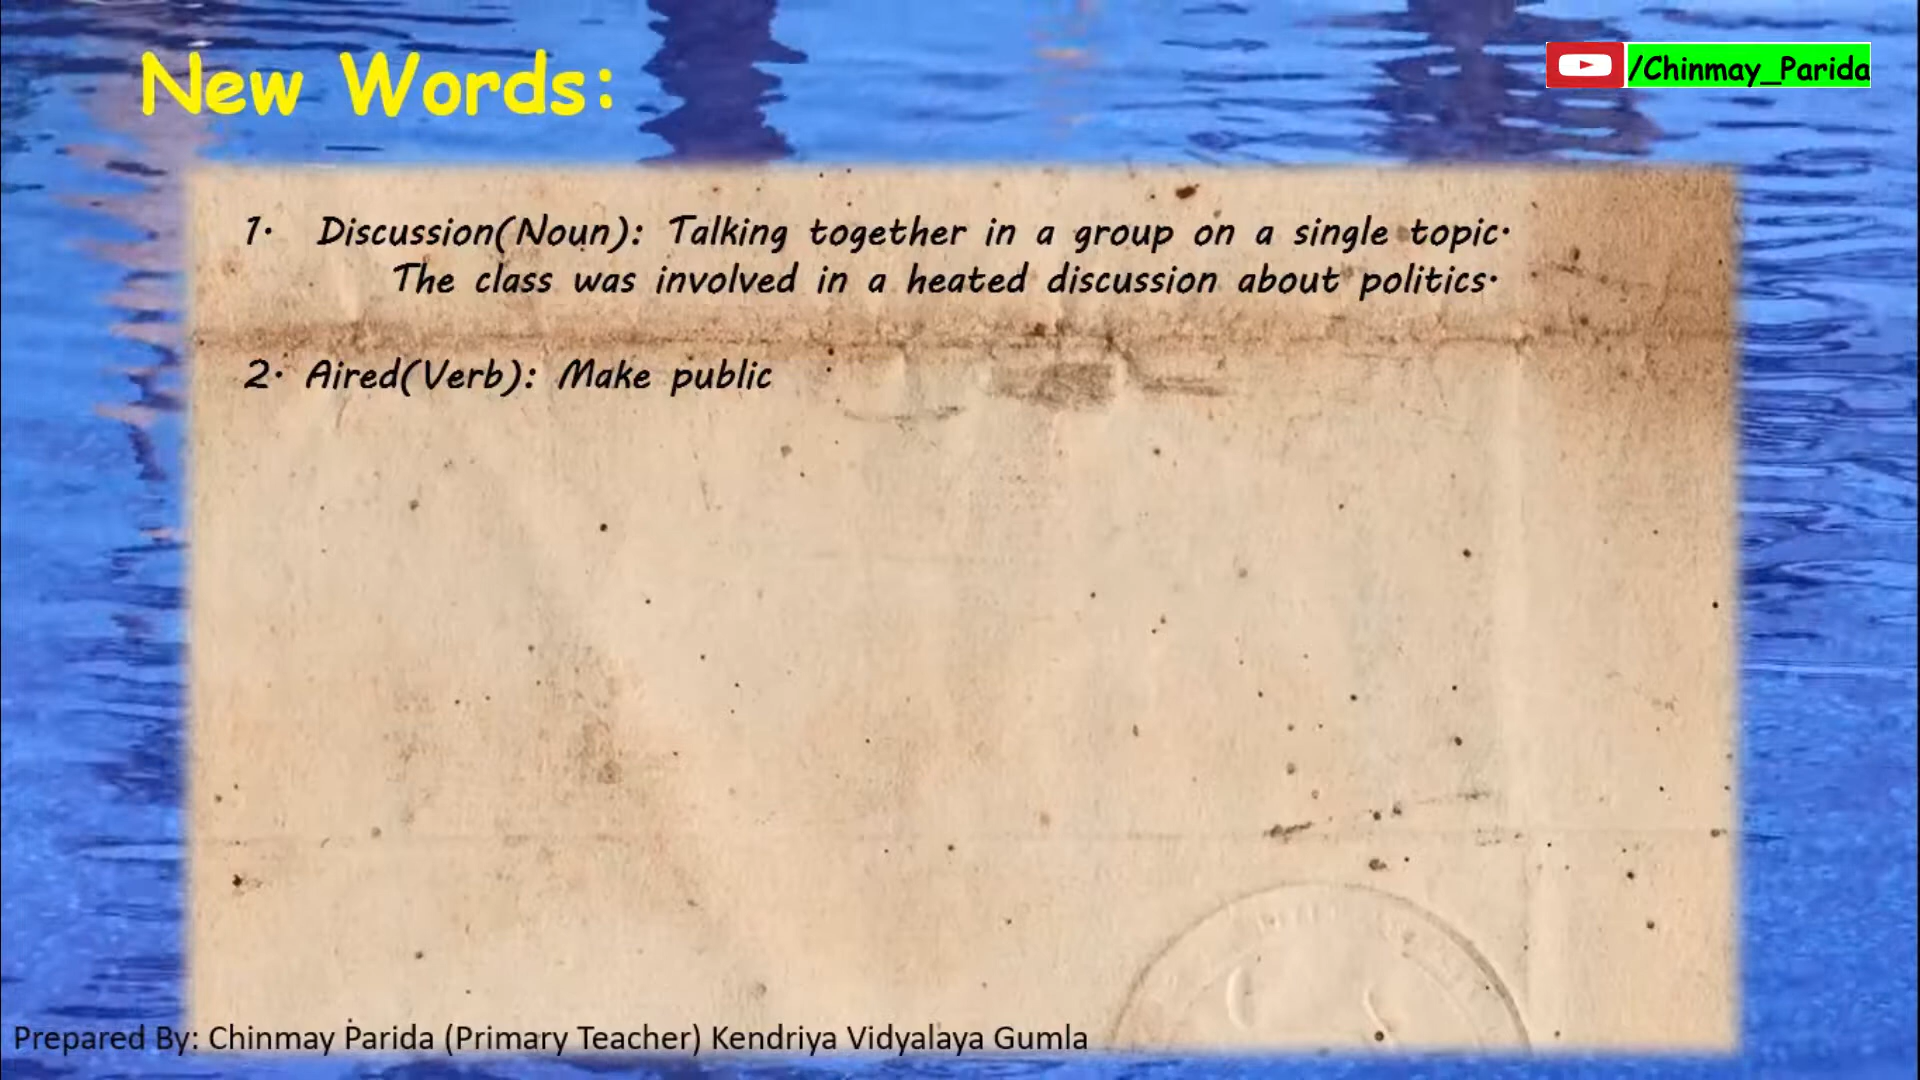 New Words:
/Chinmay_Parida
1. Discussion(Noun): Talking together in a group on a single topic.
The class was involved in a heated discussion about politics.
2. Aired(Verb): Make public
Prepared By: Chinmay Parida (Primary Teacher) Kendriya Vidyalaya Gumla